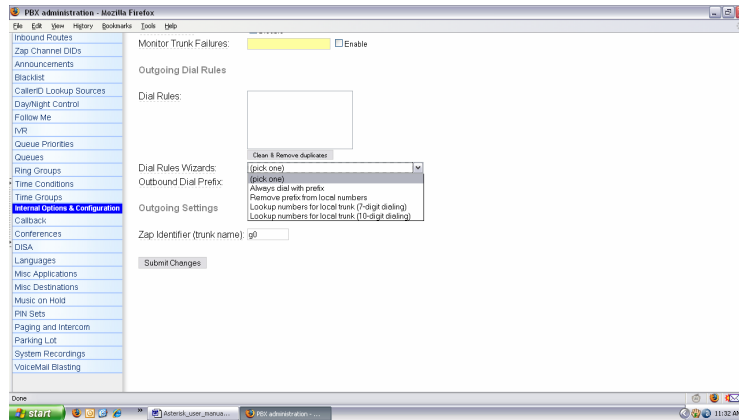 PBX administration - Mozilla Firefox
File Edit View History Bookmarks Tools Help
Inbound Routes
Zap Channel DIDs
Announcements
Blacklist
CallerID Lookup Sources
Day/Night Control
Follow Me
IVR
Queue Priorities
Queues
Ring Groups
Time Conditions
Time Groups
Internal Options & Configuration
Callback
Conferences
DISA
Languages
Misc Applications
Misc Destinations
Music on Hold
PIN Sets
Paging and Intercom
Parking Lot
System Recordings
VoiceMail Blasting
Monitor Trunk Failures: Enable
Outgoing Dial Rules
Dial Rules:
Clean & Remove duplicates
Dial Rules Wizards: (pick one)
(pick one)
Outbound Dial Prefix: Always dial with prefix
Remove prefix from local numbers
Lookup numbers for local trunk (7-digit dialing)
Lookup numbers for local trunk (10-digit dialing)
Outgoing Settings
Zap Identifier (trunk name): g0
Submit Changes
Done
start
Asterisk_user_manua...
PBX administration - ...
11:32 AM